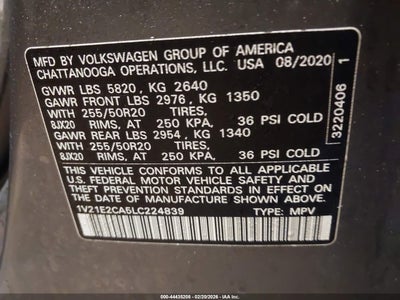 MFD BY VOLKSWAGEN GROUP OF AMERICA
CHATTANOOGA OPERATIONS, LLC. USA 08/2020
GVWR LBS 5820, KG 2640
GAWR FRONT LBS 2976, KG 1350
WITH 255/50R20 TIRES,
8JX20 RIMS, AT 250 KPA, 36 PSI COLD
GAWR REAR LBS 2954, KG 1340
WITH 255/50R20 TIRES,
8JX20 RIMS, AT 250 KPA, 36 PSI COLD
THIS VEHICLE CONFORMS TO ALL APPLICABLE
U.S. FEDERAL MOTOR VEHICLE SAFETY AND
THEFT PREVENTION STANDARDS IN EFFECT ON THE
DATE OF MANUFACTURE SHOWN ABOVE.
1V21E2CA5LC224839 TYPE: MPV
3220406 1
000-44435208 - 02/20/2026 - IAAI.com